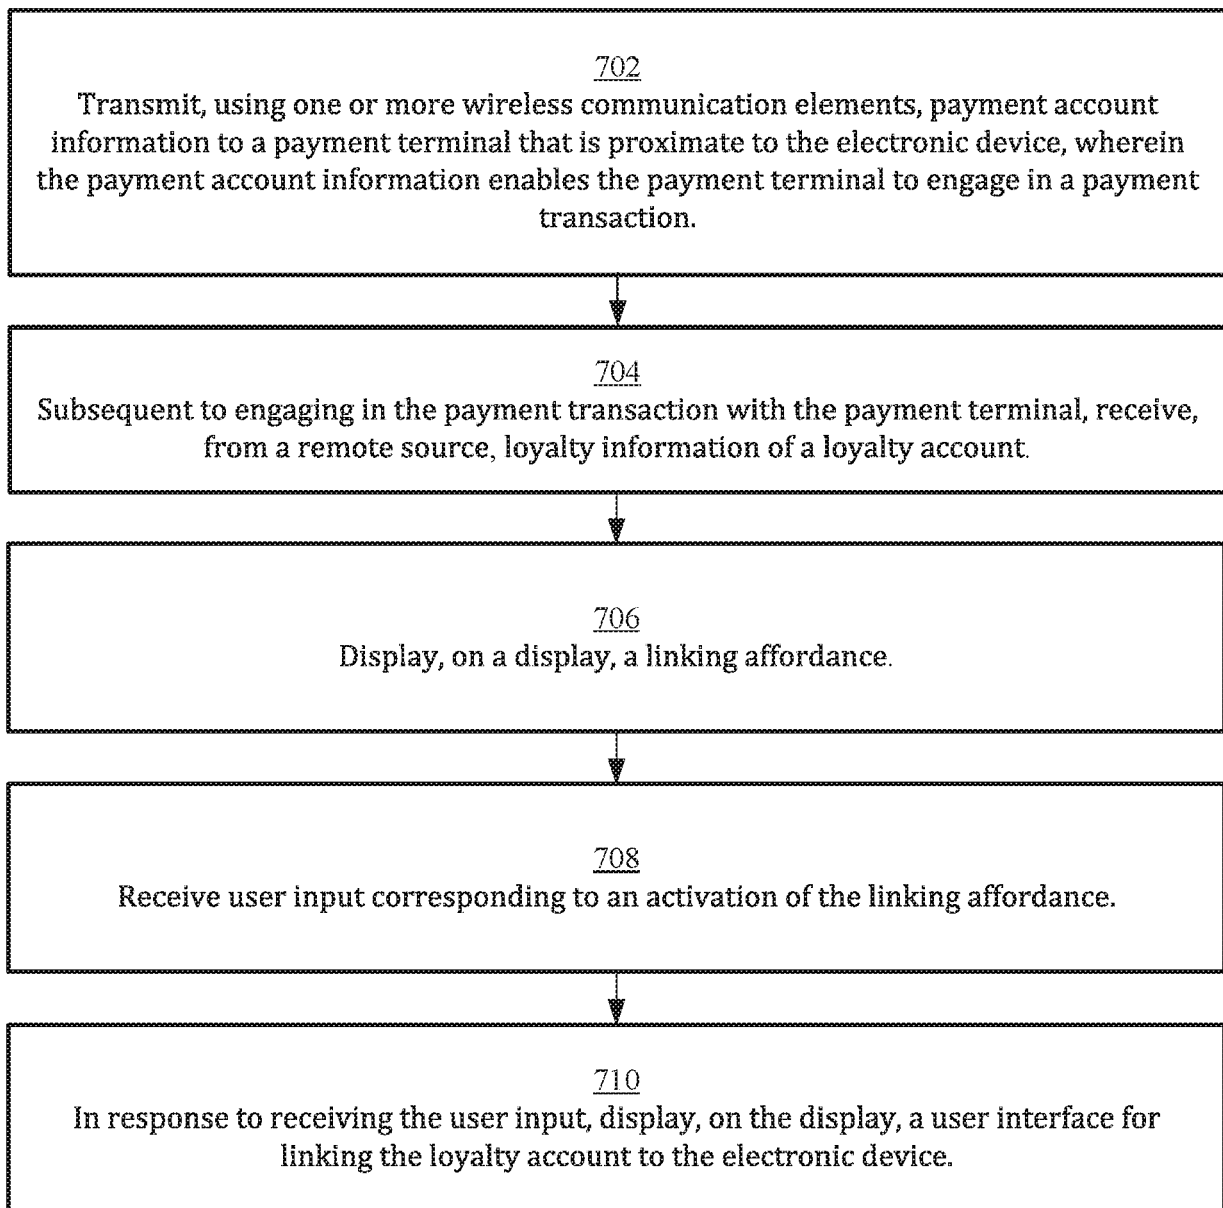 702
Transmit, using one or more wireless communication elements, payment account
information to a payment terminal that is proximate to the electronic device, wherein
the payment account information enables the payment terminal to engage in a payment
transaction.
704
Subsequent to engaging in the payment transaction with the payment terminal, receive,
from a remote source, loyalty information of a loyalty account.
706
Display, on a display, a linking affordance.
708
Receive user input corresponding to an activation of the linking affordance.
710
In response to receiving the user input, display, on the display, a user interface for
linking the loyalty account to the electronic device.